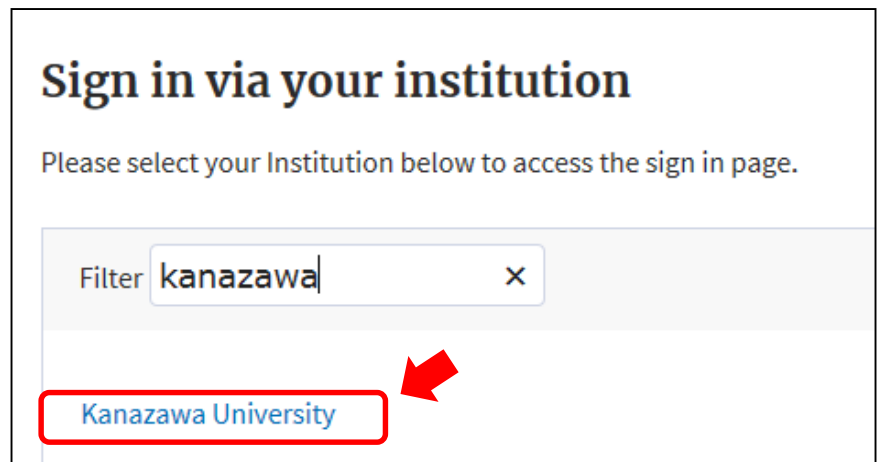 Sign in via your institution
Please select your Institution below to access the sign in page.
Filter kanazawa ×
Kanazawa University